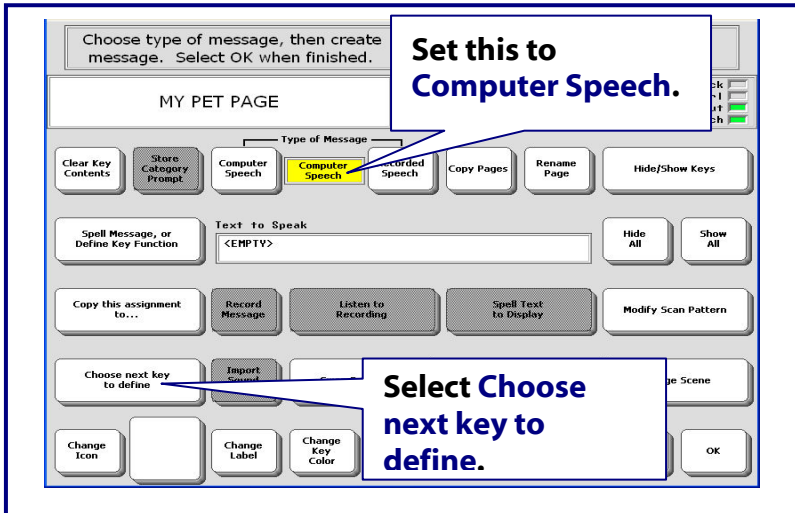 Choose type of message, then create
message. Select OK when finished.
Set this to
Computer Speech.
MY PET PAGE
Type of Message
Clear Key
Contents
Store
Category
Prompt
Computer
Speech
Computer
Speech
Recorded
Speech
Copy Pages
Rename
Page
Hide/Show Keys
Spell Message, or
Define Key Function
Text to Speak
<EMPTY>
Hide
All
Show
All
Copy this assignment
to...
Record
Message
Listen to
Recording
Spell Text
to Display
Modify Scan Pattern
Choose next key
to define
Import
Select Choose
next key to
define.
Scene
Change
Icon
Change
Label
Change
Key
Color
OK